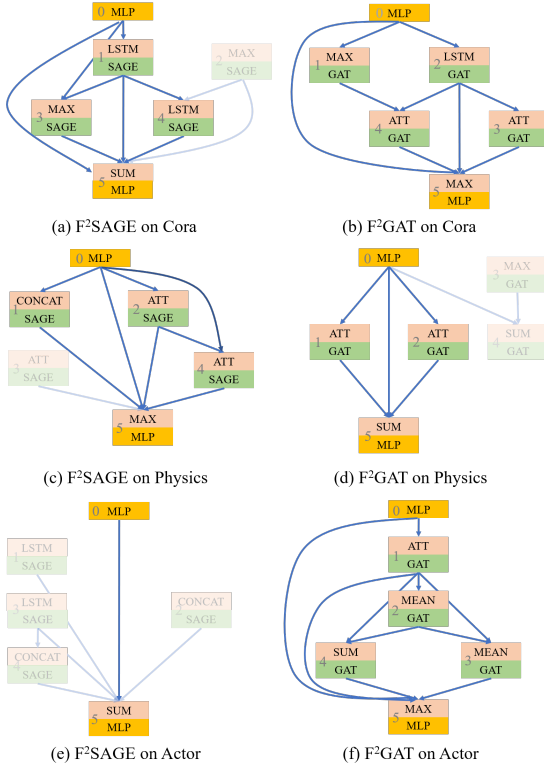 0 MLP
LSTM
1
SAGE
MAX
2
SAGE
MAX
3
SAGE
LSTM
4
SAGE
SUM
5
MLP
(a) F²SAGE on Cora
0 MLP
MAX
1
GAT
LSTM
2
GAT
ATT
4
GAT
ATT
3
GAT
MAX
5
MLP
(b) F²GAT on Cora
0 MLP
CONCAT
1
SAGE
ATT
2
SAGE
ATT
3
SAGE
ATT
4
SAGE
MAX
5
MLP
(c) F²SAGE on Physics
0 MLP
MAX
3
GAT
ATT
1
GAT
ATT
2
GAT
SUM
4
GAT
SUM
5
MLP
(d) F²GAT on Physics
0 MLP
LSTM
1
SAGE
LSTM
3
SAGE
CONCAT
2
SAGE
CONCAT
4
SAGE
SUM
5
MLP
(e) F²SAGE on Actor
0 MLP
ATT
1
GAT
MEAN
2
GAT
SUM
4
GAT
MEAN
3
GAT
MAX
5
MLP
(f) F²GAT on Actor